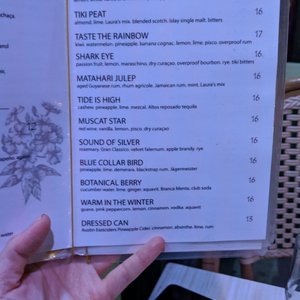 TIKI PEAT 16
almond, lime, Laura's mix, blended scotch, islay single malt, bitters
TASTE THE RAINBOW 17
kiwi, watermelon, pineapple, banana cognac, lemon, lime, pisco, overproof rum
SHARK EYE 16
passion fruit, lemon, maraschino, dry curaçao, overproof bourbon, rye, tiki bitters
MATAHARI JULEP 16
aged Guyanese rum, rhum agricole, Jamaican rum, mint, Laura's mix
TIDE IS HIGH 16
cashew, pineapple, lime, mezcal, Altos reposado tequila
MUSCAT STAR 16
red wine, vanilla, lemon, pisco, dry curaçao
SOUND OF SILVER 16
rosemary, Gran Classico, velvet falernum, apple brandy, rye
BLUE COLLAR BIRD 16
pineapple, lime, demerara, blackstrap rum, Jägermeister
BOTANICAL BERRY 16
cucumber water, lime, ginger, aquavit, Branca Menta, club soda
WARM IN THE WINTER 16
guava, pink peppercorn, lemon, cinnamon, vodka, aquavit
DRESSED CAN 13
Austin Eastciders Pineapple Cider, cinnamon, absinthe, lime, rum
chaça,
12
water